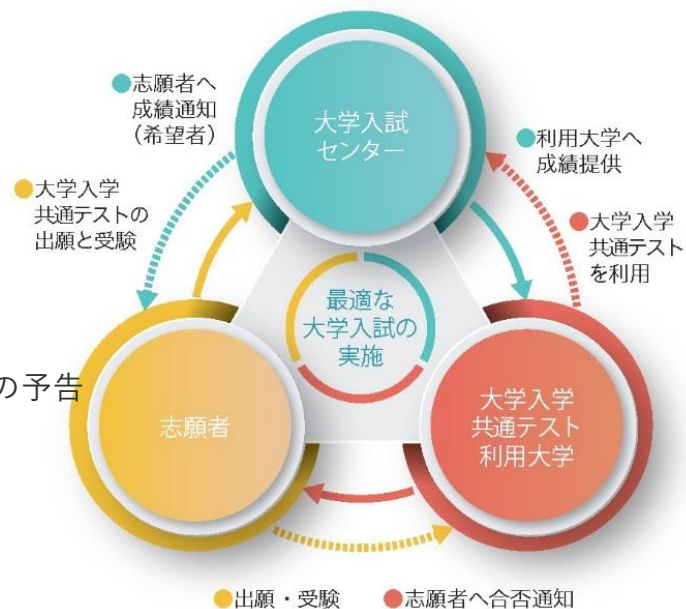 ●志願者へ
成績通知
（希望者）
大学入試
センター
●利用大学へ
成績提供
●大学入学
共通テストの
出願と受験
●大学入学
共通テスト
を利用
最適な
大学入試の
実施
の予告
志願者
大学入学
共通テスト
利用大学
●出願・受験
●志願者へ合否通知